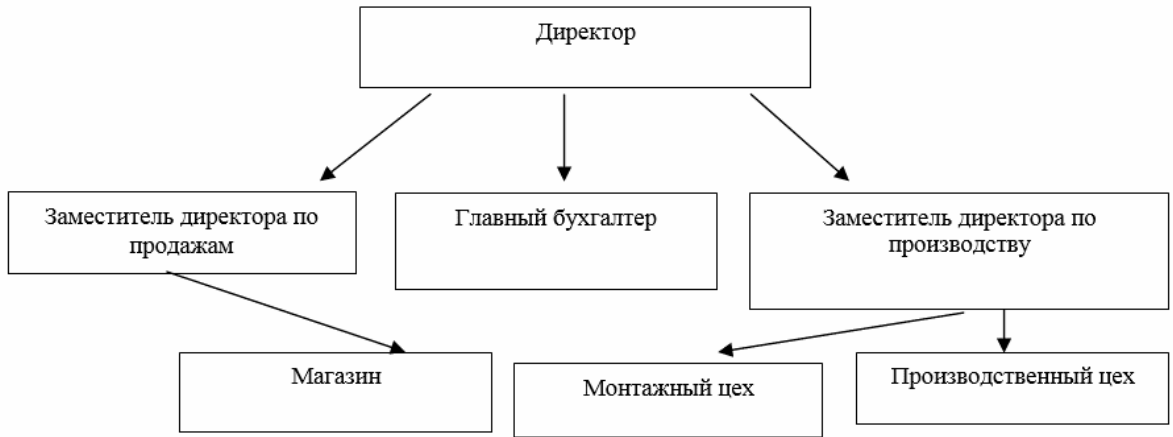 Директор
Заместитель директора по
продажам
Главный бухгалтер
Заместитель директора по
производству
Магазин
Монтажный цех
Производственный цех